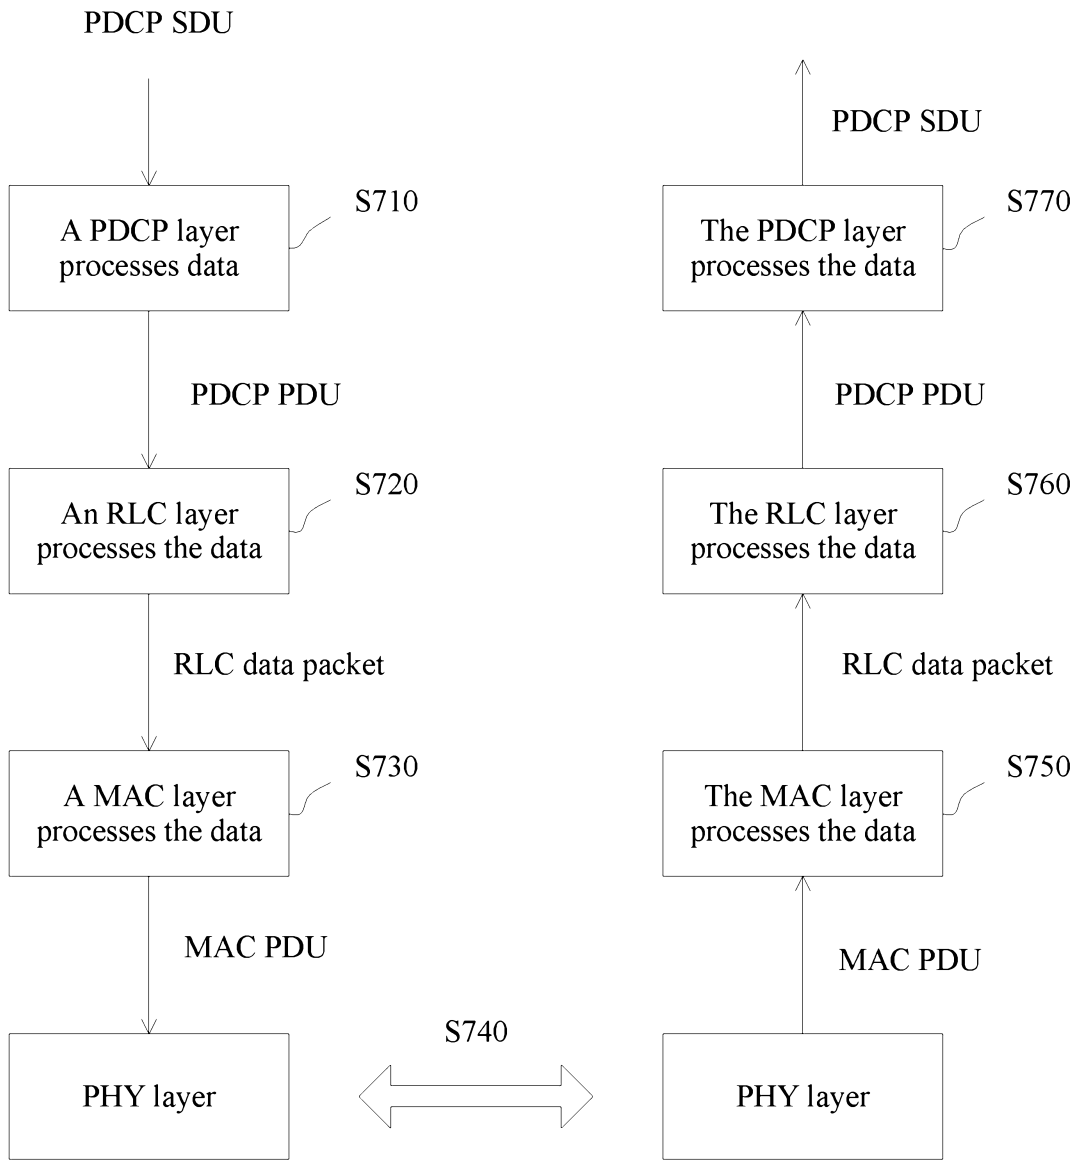 PDCP SDU
A PDCP layer
processes data
S710
PDCP PDU
An RLC layer
processes the data
S720
RLC data packet
A MAC layer
processes the data
S730
MAC PDU
PHY layer
S740
PDCP SDU
The PDCP layer
processes the data
S770
PDCP PDU
The RLC layer
processes the data
S760
RLC data packet
The MAC layer
processes the data
S750
MAC PDU
PHY layer